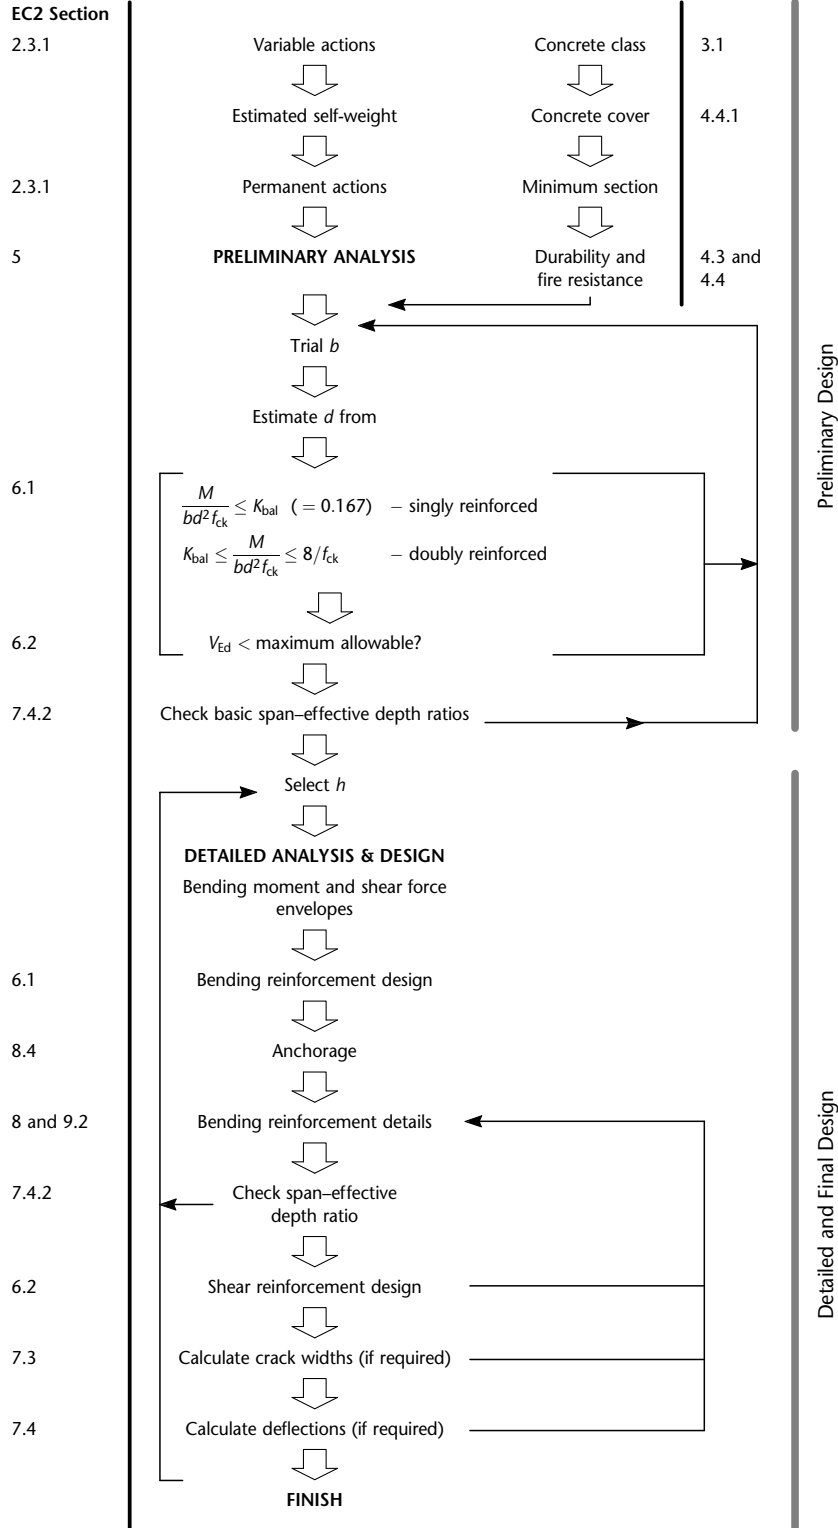 EC2 Section
2.3.1 Variable actions Concrete class 3.1
Estimated self-weight Concrete cover 4.4.1
2.3.1 Permanent actions Minimum section
5 PRELIMINARY ANALYSIS Durability and 4.3 and
fire resistance 4.4
Trial b
Estimate d from
6.1
M/bd²f_ck ≤ K_bal ( = 0.167) – singly reinforced
K_bal ≤ M/bd²f_ck ≤ 8/f_ck – doubly reinforced
6.2 V_Ed < maximum allowable?
7.4.2 Check basic span–effective depth ratios
Preliminary Design
Select h
DETAILED ANALYSIS & DESIGN
Bending moment and shear force
envelopes
6.1 Bending reinforcement design
8.4 Anchorage
8 and 9.2 Bending reinforcement details
7.4.2 Check span–effective
depth ratio
6.2 Shear reinforcement design
7.3 Calculate crack widths (if required)
7.4 Calculate deflections (if required)
FINISH
Detailed and Final Design